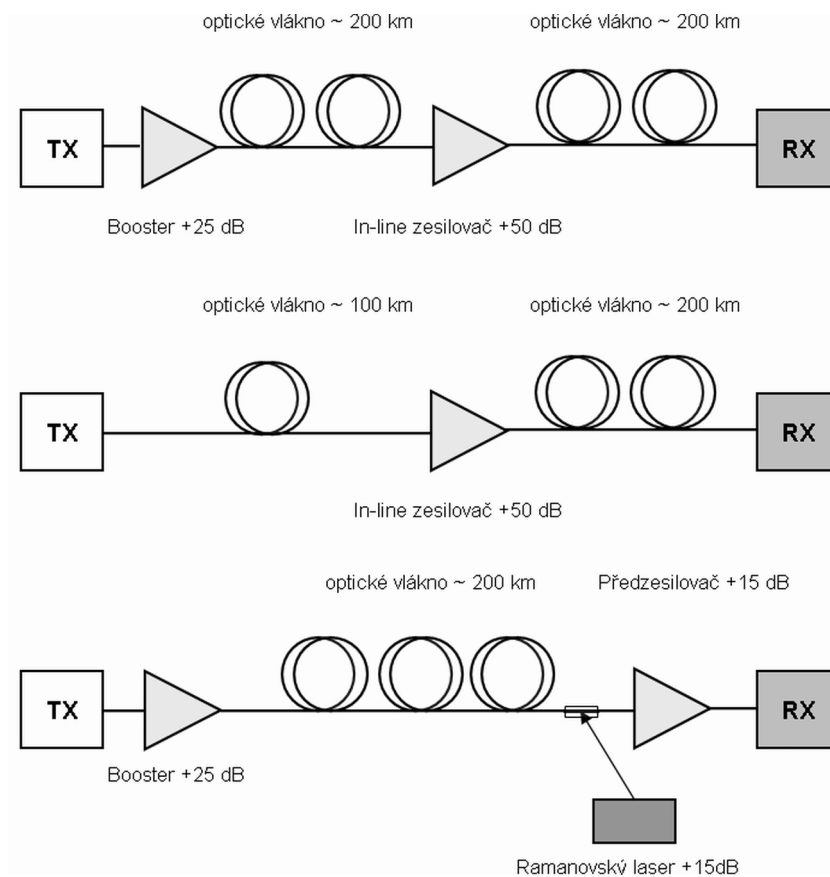 optické vlákno ~ 200 km
optické vlákno ~ 200 km
TX
RX
Booster +25 dB
In-line zesilovač +50 dB
optické vlákno ~ 100 km
optické vlákno ~ 200 km
TX
RX
In-line zesilovač +50 dB
optické vlákno ~ 200 km
Předzesilovač +15 dB
TX
RX
Booster +25 dB
Ramanovský laser +15dB